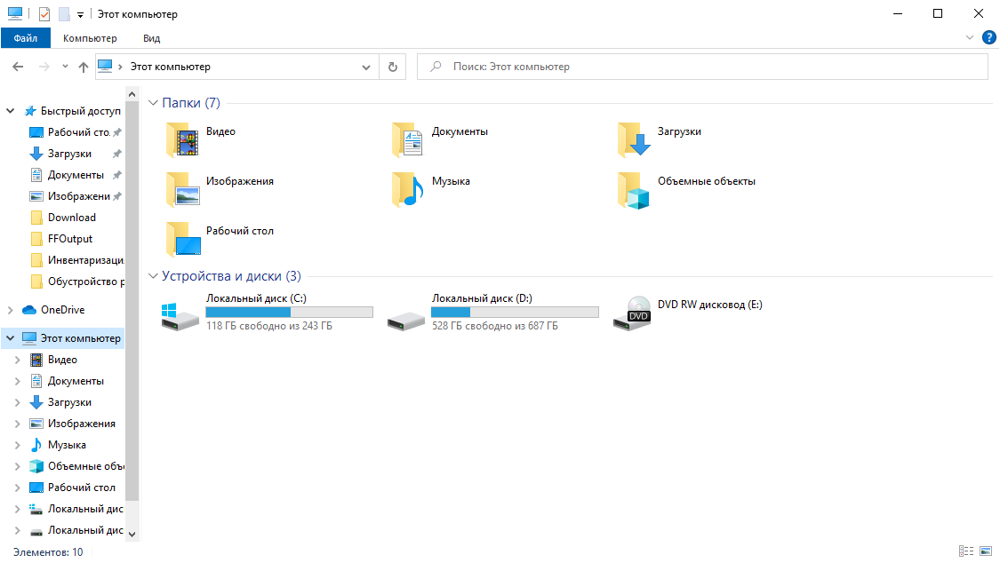 Этот компьютер
Файл Компьютер Вид
?
Этот компьютер
Поиск: Этот компьютер
Быстрый доступ
Рабочий сто.
Загрузки
Документы
Изображени
Download
FFOutput
Инвентаризаци
Обустройство р
OneDrive
Этот компьютер
Видео
Документы
Загрузки
Изображения
Музыка
Объемные объ
Рабочий стол
Локальный дис
Локальный дис
Папки (7)
Видео
Документы
Загрузки
Изображения
Музыка
Объемные объекты
Рабочий стол
Устройства и диски (3)
Локальный диск (C:)
118 ГБ свободно из 243 ГБ
Локальный диск (D:)
528 ГБ свободно из 687 ГБ
DVD
DVD RW дисковод (E:)
Элементов: 10